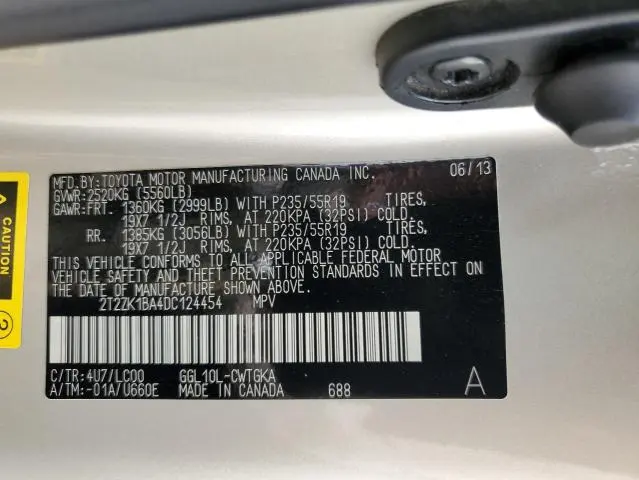 MFD.BY:TOYOTA MOTOR MANUFACTURING CANADA INC. 06/13
GVWR:2520KG (5560LB)
GAWR:FRT. 1360KG (2999LB) WITH P235/55R19 TIRES,
19X7 1/2J RIMS, AT 220KPA (32PSI) COLD.
RR. 1385KG (3056LB) WITH P235/55R19 TIRES,
19X7 1/2J RIMS, AT 220KPA (32PSI) COLD.
THIS VEHICLE CONFORMS TO ALL APPLICABLE FEDERAL MOTOR
VEHICLE SAFETY AND THEFT PREVENTION STANDARDS IN EFFECT ON
THE DATE OF MANUFACTURE SHOWN ABOVE.
2T2ZK1BA4DC124454 MPV
C/TR:4U7/LC00 GGL10L-CWTGKA
A/TM:-01A/U660E MADE IN CANADA 688 A
CAUTION
2